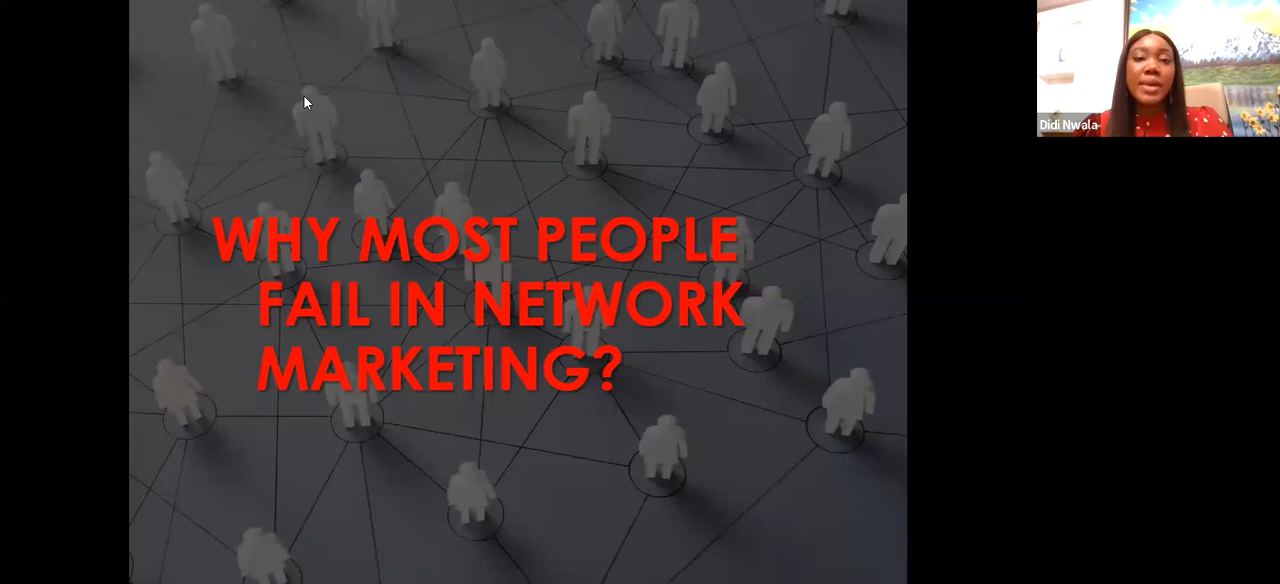 WHY MOST PEOPLE
FAIL IN NETWORK
MARKETING?
Didi Nwala